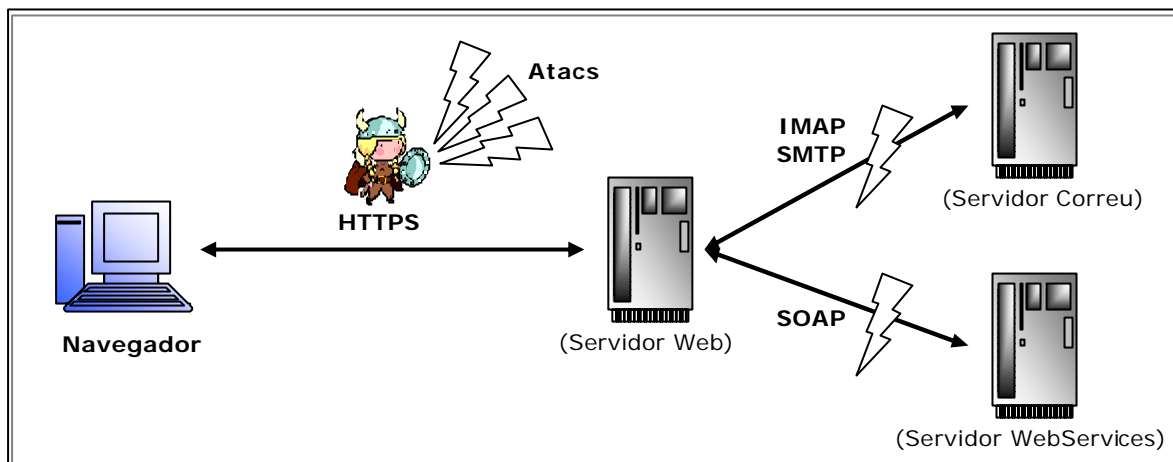 Atacs
HTTPS
IMAP
SMTP
(Servidor Correu)
Navegador
(Servidor Web)
SOAP
(Servidor WebServices)